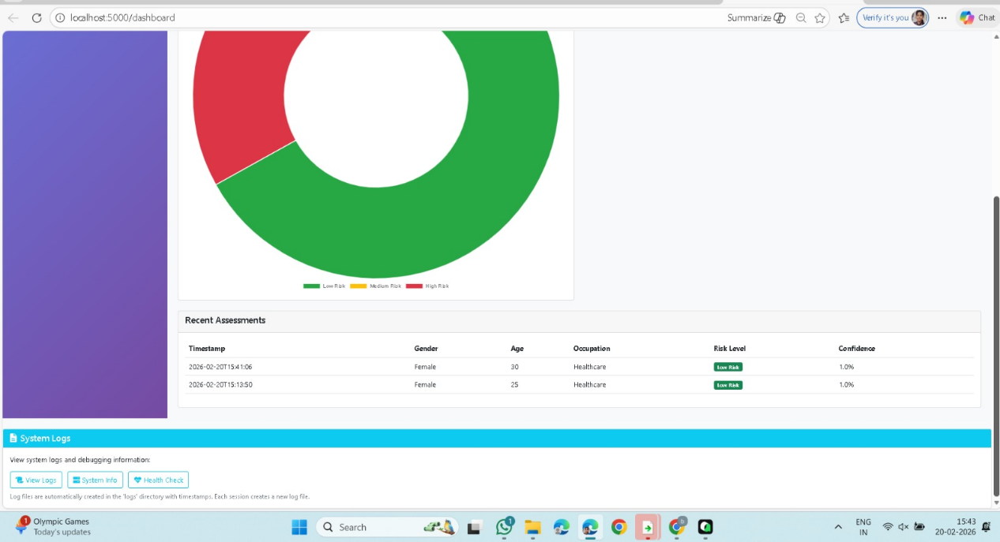 localhost:5000/dashboard
Summarize
Verify it's you
Chat
Low Risk Medium Risk High Risk
Recent Assessments
Timestamp Gender Age Occupation Risk Level Confidence
2026-02-20T15:41:06 Female 30 Healthcare low Risk 1.0%
2026-02-20T15:13:50 Female 25 Healthcare low Risk 1.0%
System Logs
View system logs and debugging information:
View Logs System Info Health Check
Log files are automatically created in the 'logs' directory with timestamps. Each session creates a new log file.
1
Olympic Games
Today's updates
Search
1
ENG
IN
15:43
20-02-2026